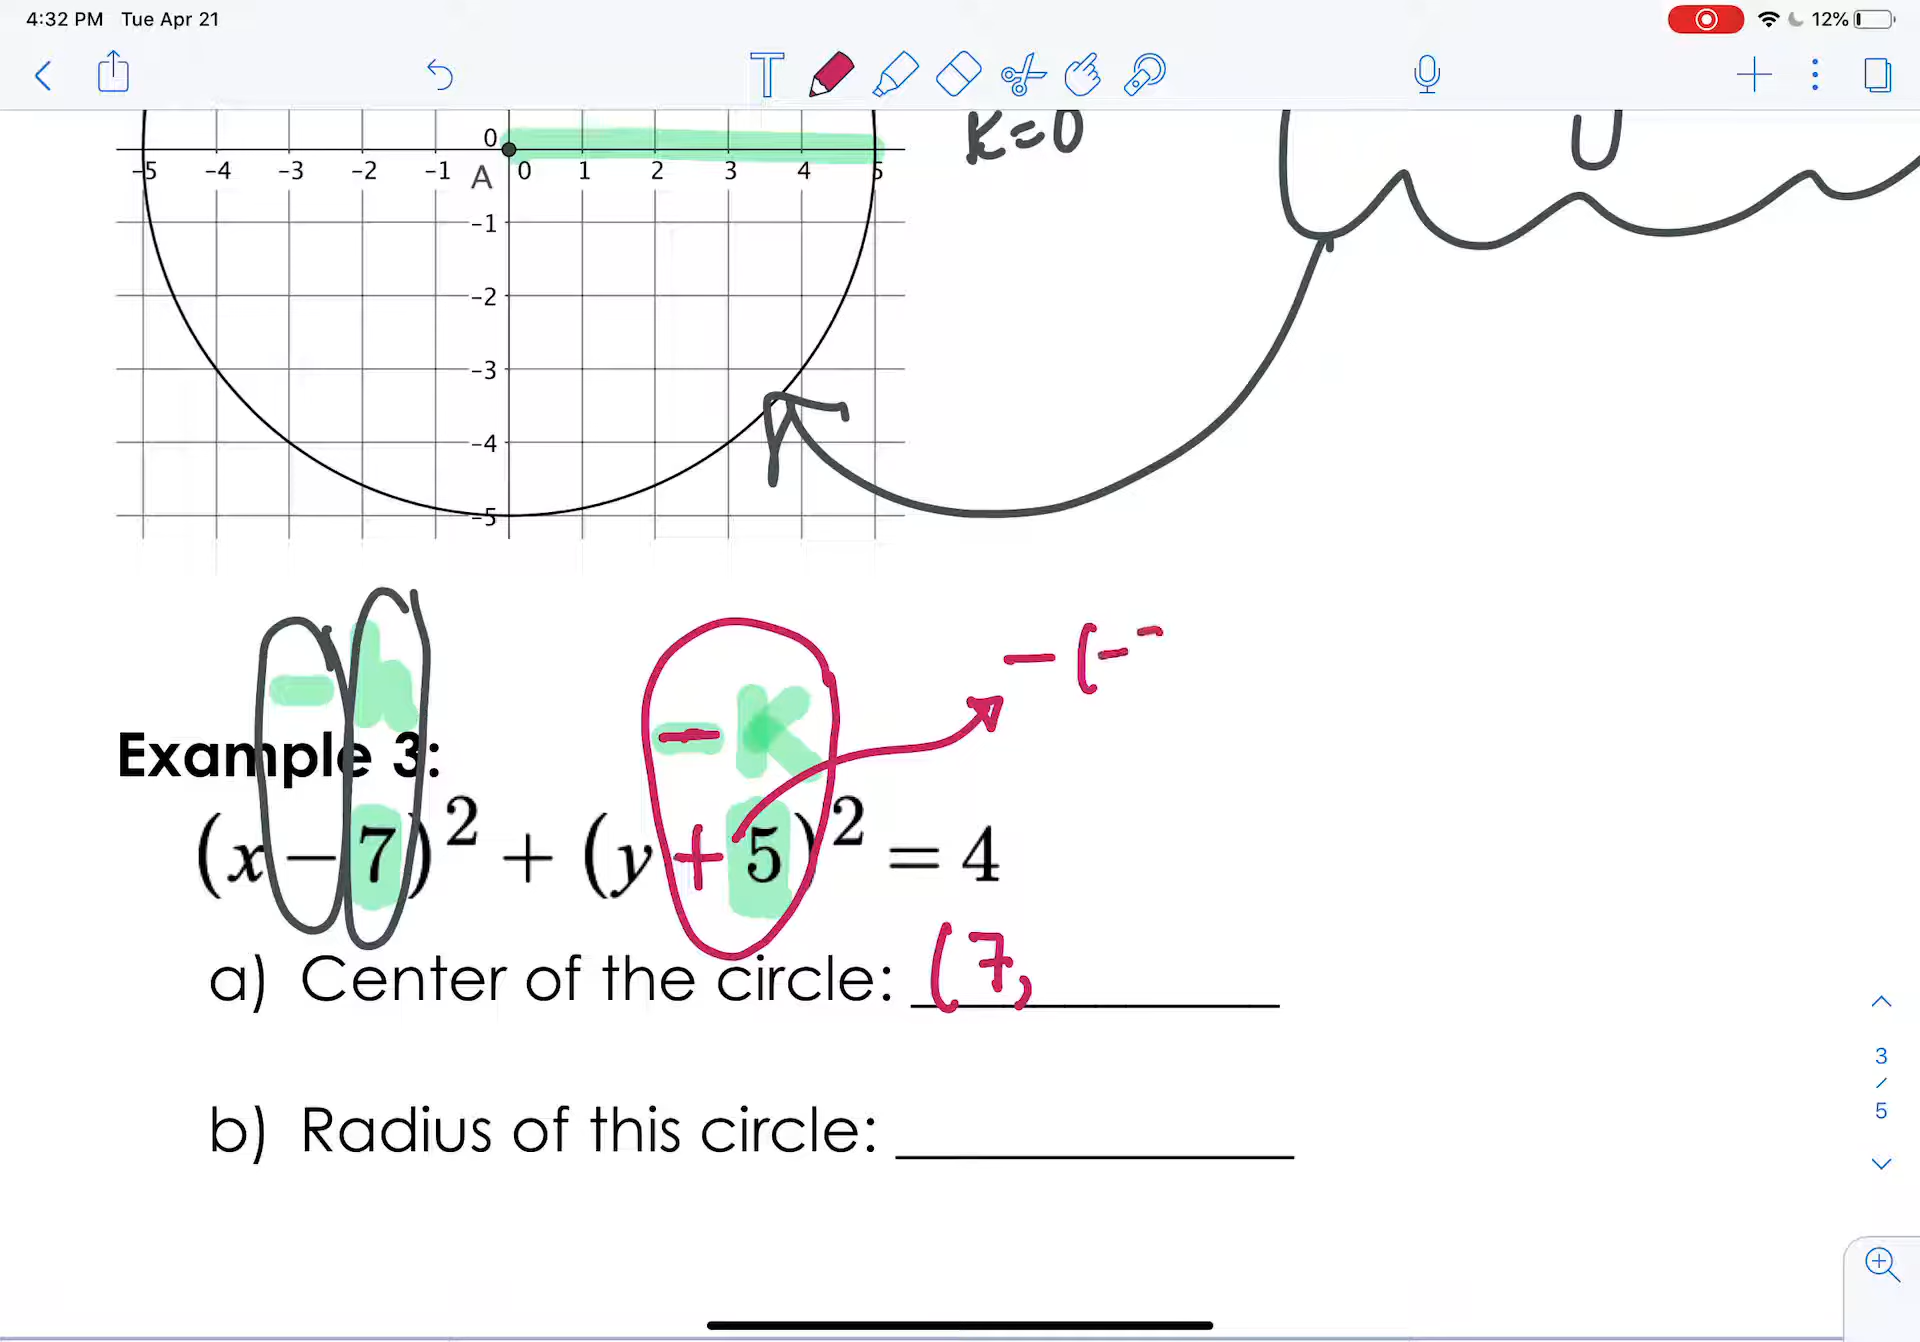 4:32 PM Tue Apr 21
12%
T
k=0
0
-5 -4 -3 -2 -1 A 0 1 2 3 4 5
-1
-2
-3
-4
-5
- h
- K
- (-
Example 3:
(x − 7)² + (y + 5)² = 4
a) Center of the circle: (7,
b) Radius of this circle:
3
/
5